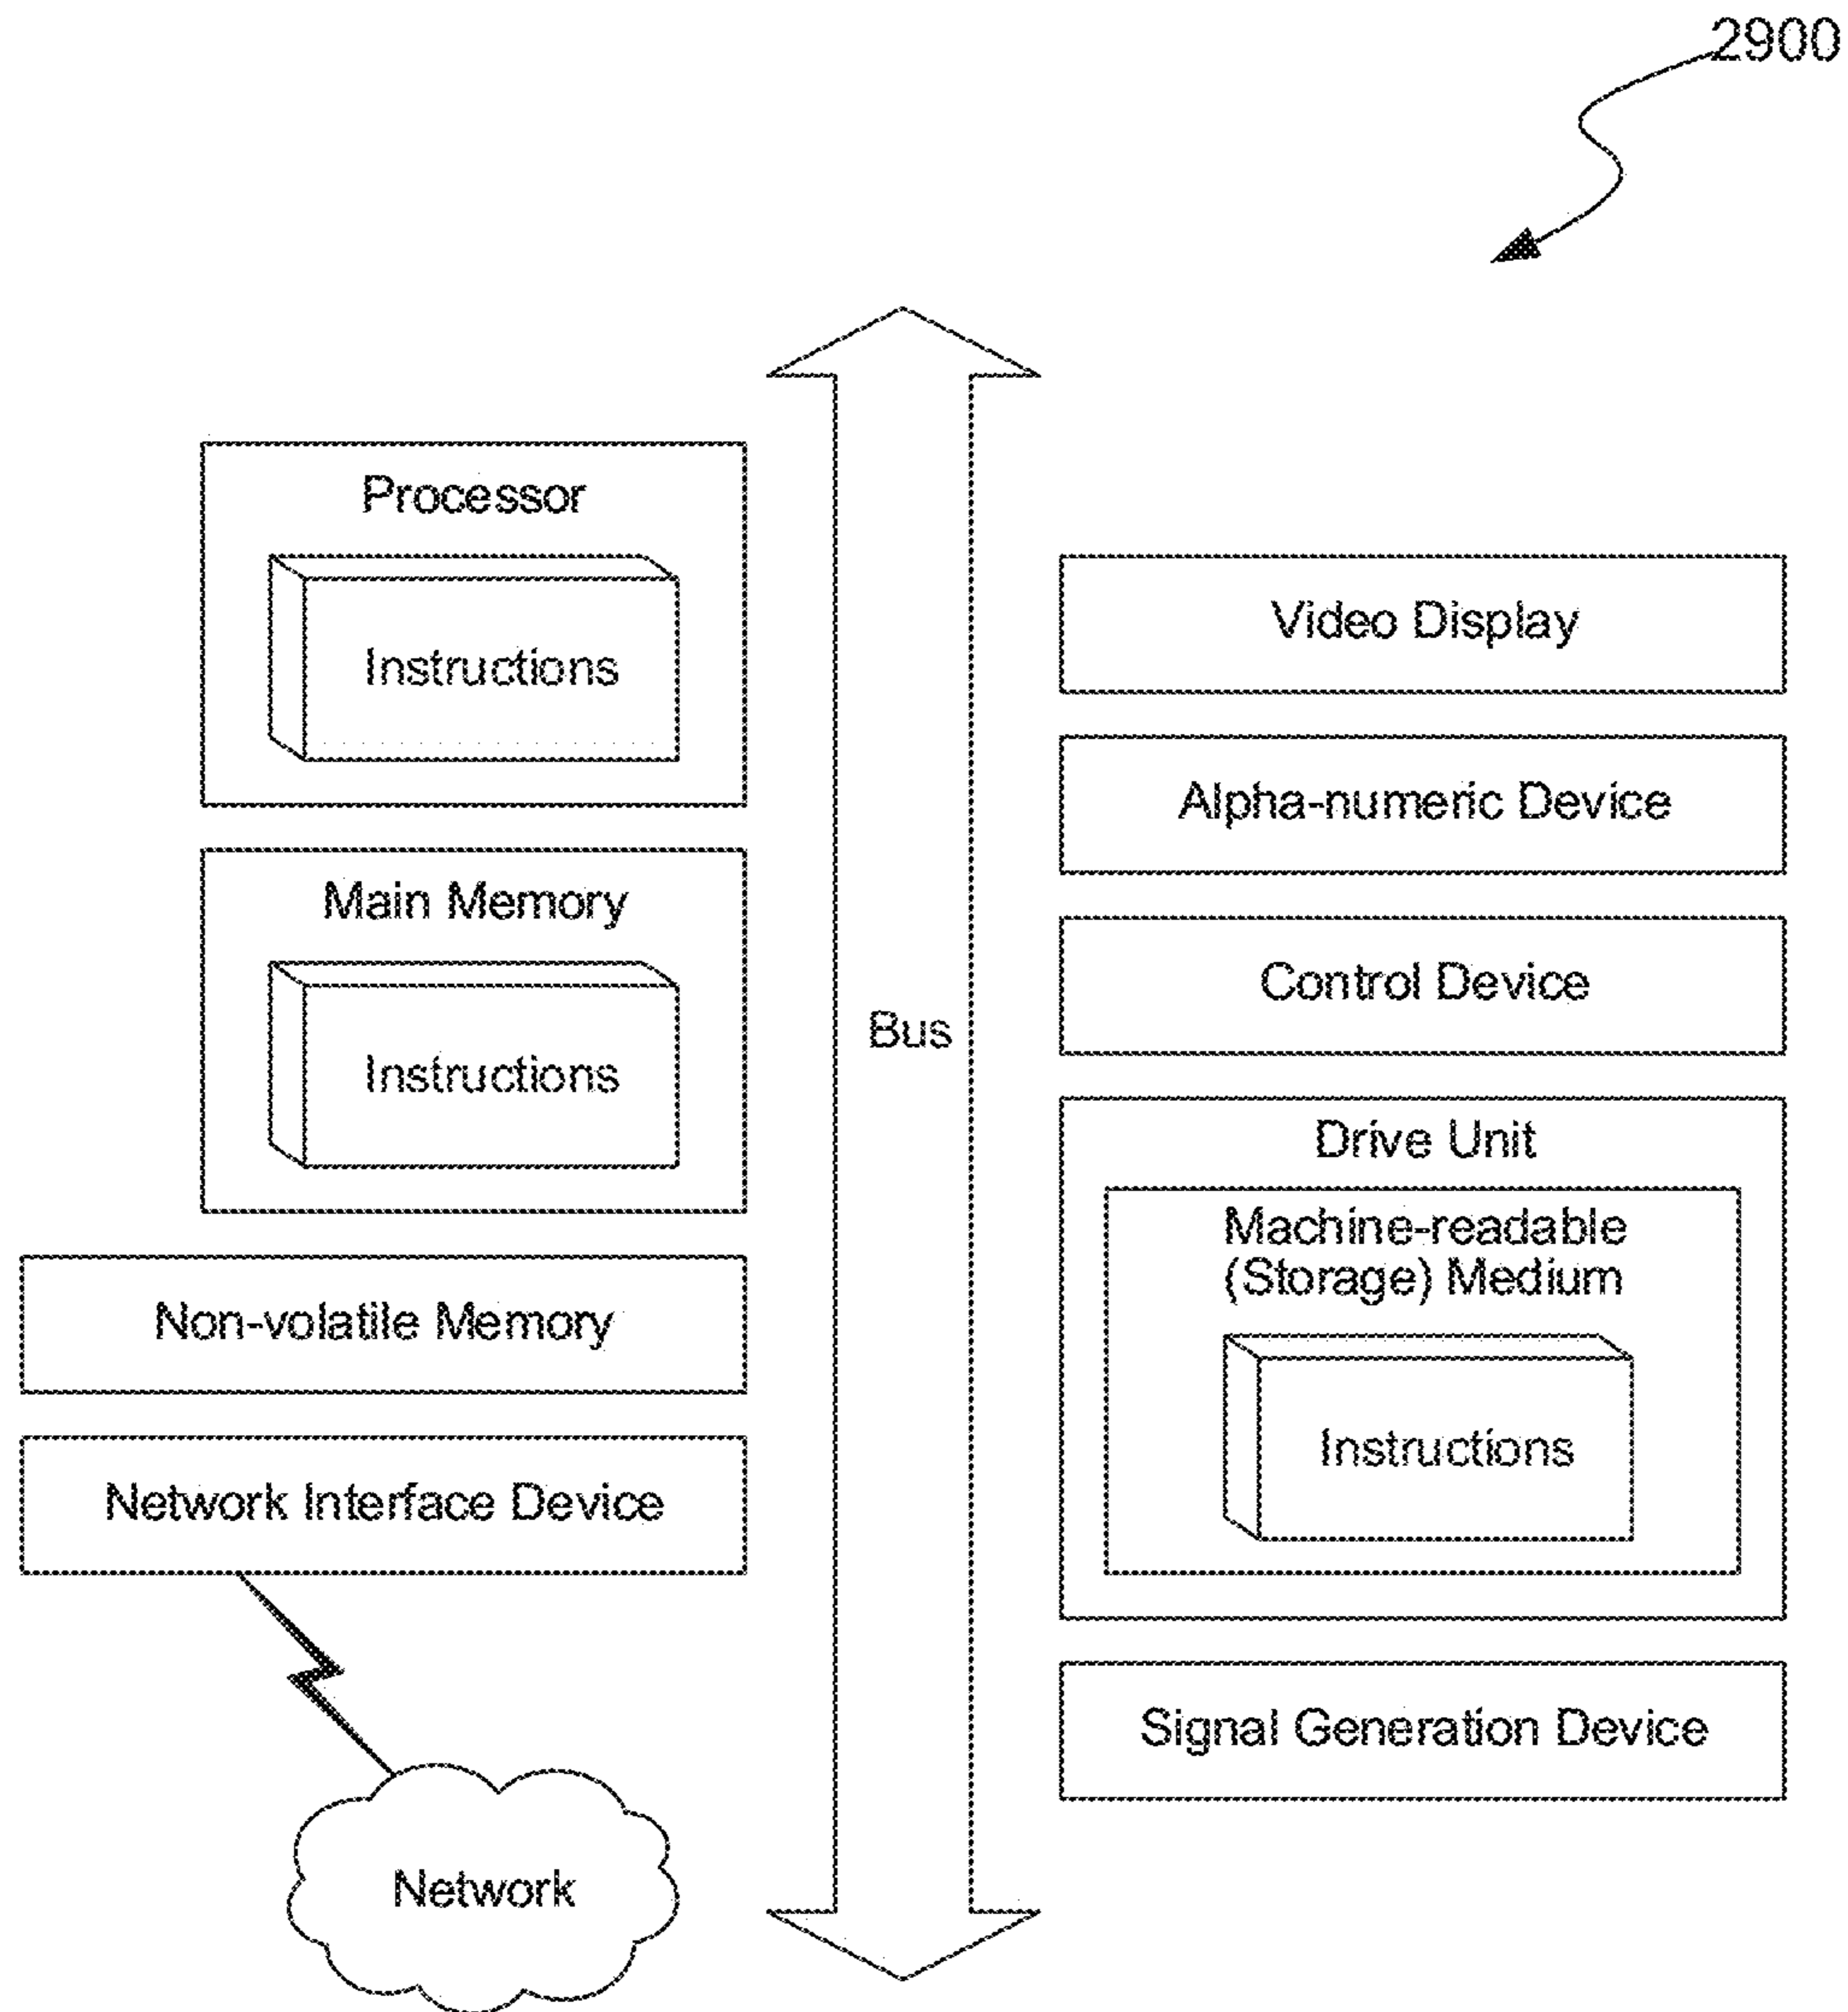 2900
Processor
Instructions
Main Memory
Instructions
Non-volatile Memory
Network Interface Device
Network
Bus
Video Display
Alpha-numeric Device
Control Device
Drive Unit
Machine-readable
(Storage) Medium
Instructions
Signal Generation Device